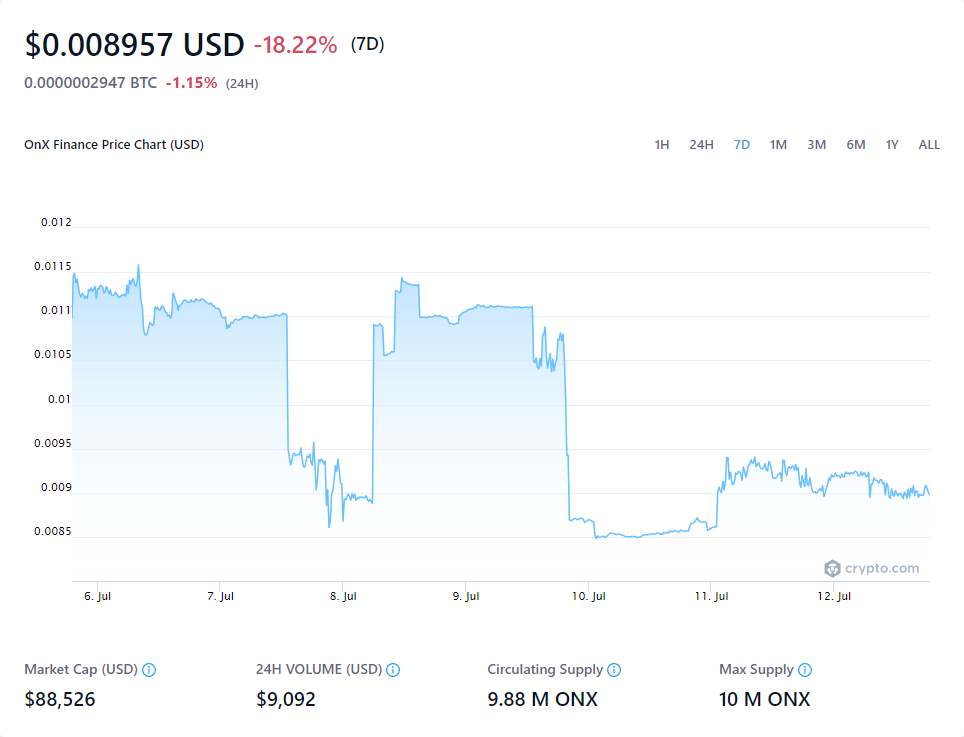 $0.008957 USD -18.22% (7D)
0.0000002947 BTC -1.15% (24H)
OnX Finance Price Chart (USD)
1H 24H 7D 1M 3M 6M 1Y ALL
0.012
0.0115
0.011
0.0105
0.01
0.0095
0.009
0.0085
crypto.com
6. Jul 7. Jul 8. Jul 9. Jul 10. Jul 11. Jul 12. Jul
Market Cap (USD) 24H VOLUME (USD) Circulating Supply Max Supply
$88,526 $9,092 9.88 M ONX 10 M ONX